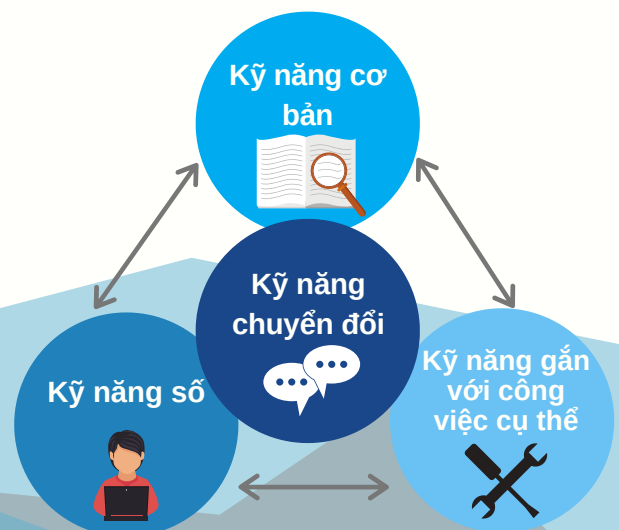 Kỹ năng cơ
bản
Kỹ năng
chuyển đổi
Kỹ năng số
Kỹ năng gắn
với công
việc cụ thể